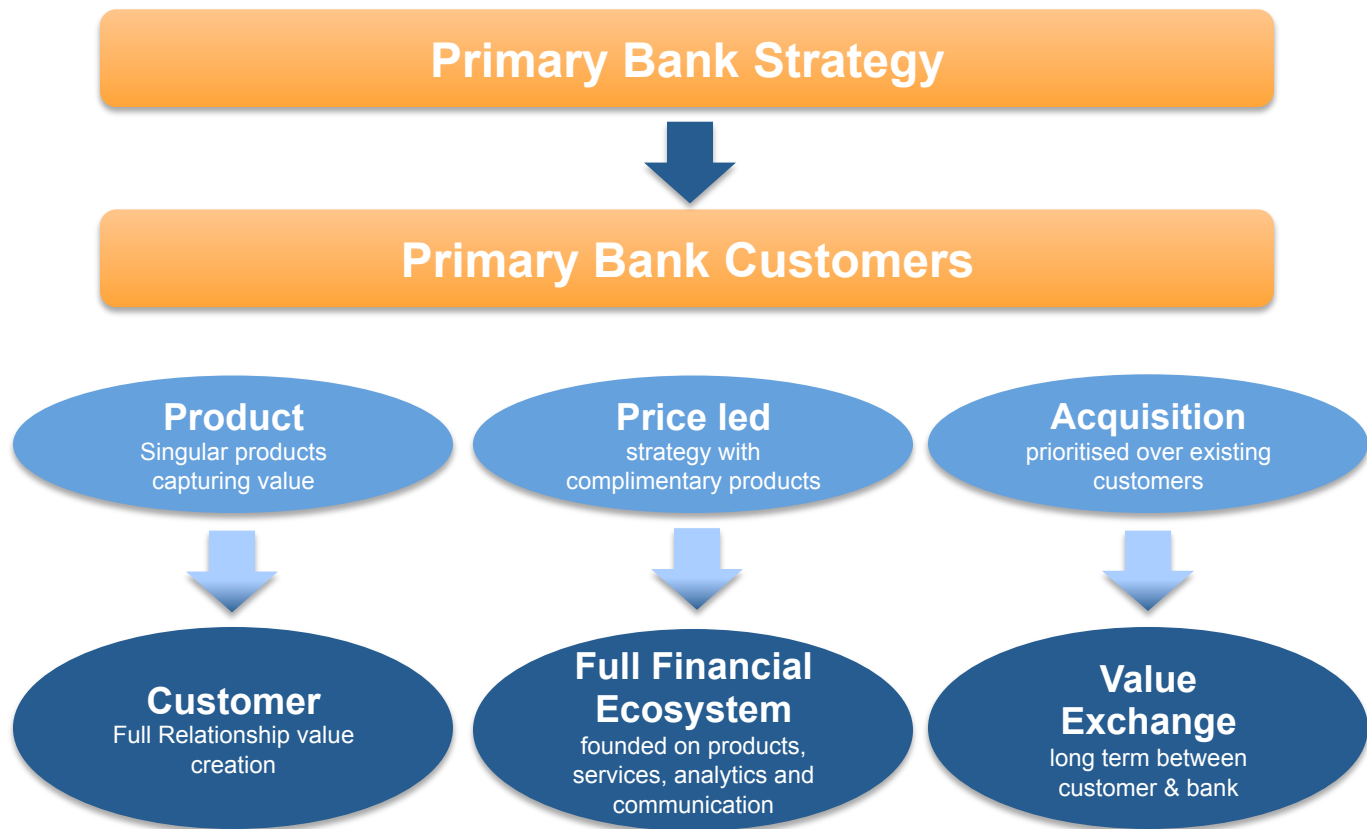 Primary Bank Strategy
Primary Bank Customers
Product
Singular products
capturing value
Price led
strategy with
complimentary products
Acquisition
prioritised over existing
customers
Customer
Full Relationship value
creation
Full Financial
Ecosystem
founded on products,
services, analytics and
communication
Value
Exchange
long term between
customer & bank